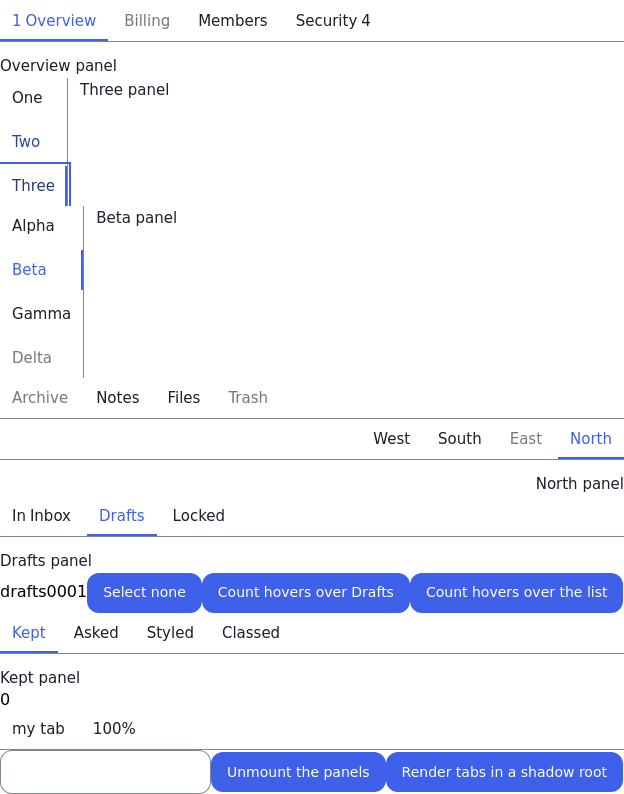 1 Overview Billing Members Security 4
Overview panel
One
Three panel
Two
Three
Alpha
Beta panel
Beta
Gamma
Delta
Archive Notes Files Trash
West South East North
North panel
In Inbox Drafts Locked
Drafts panel
drafts0001 Select none Count hovers over Drafts Count hovers over the list
Kept Asked Styled Classed
Kept panel
0
my tab 100%
Unmount the panels Render tabs in a shadow root